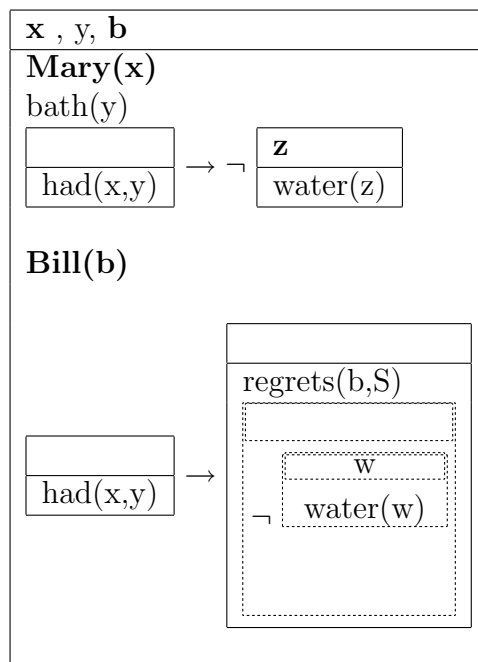 x , y, b
Mary(x)
bath(y)
had(x,y) → ¬ z
water(z)
Bill(b)
regrets(b,S)
had(x,y) →
w
¬ water(w)